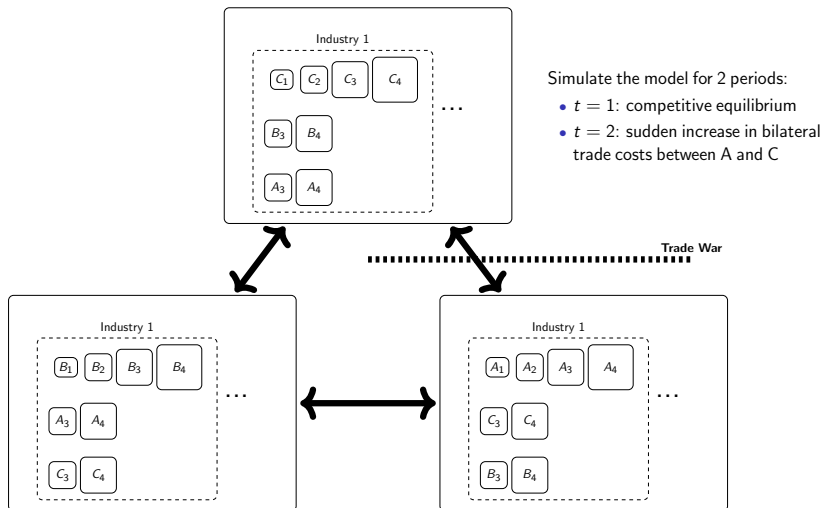 Industry 1
C₁ C₂ C₃ C₄
...
B₃ B₄
A₃ A₄
Simulate the model for 2 periods:
• t = 1: competitive equilibrium
• t = 2: sudden increase in bilateral
trade costs between A and C
Trade War
Industry 1
B₁ B₂ B₃ B₄
...
A₃ A₄
C₃ C₄
Industry 1
A₁ A₂ A₃ A₄
...
C₃ C₄
B₃ B₄